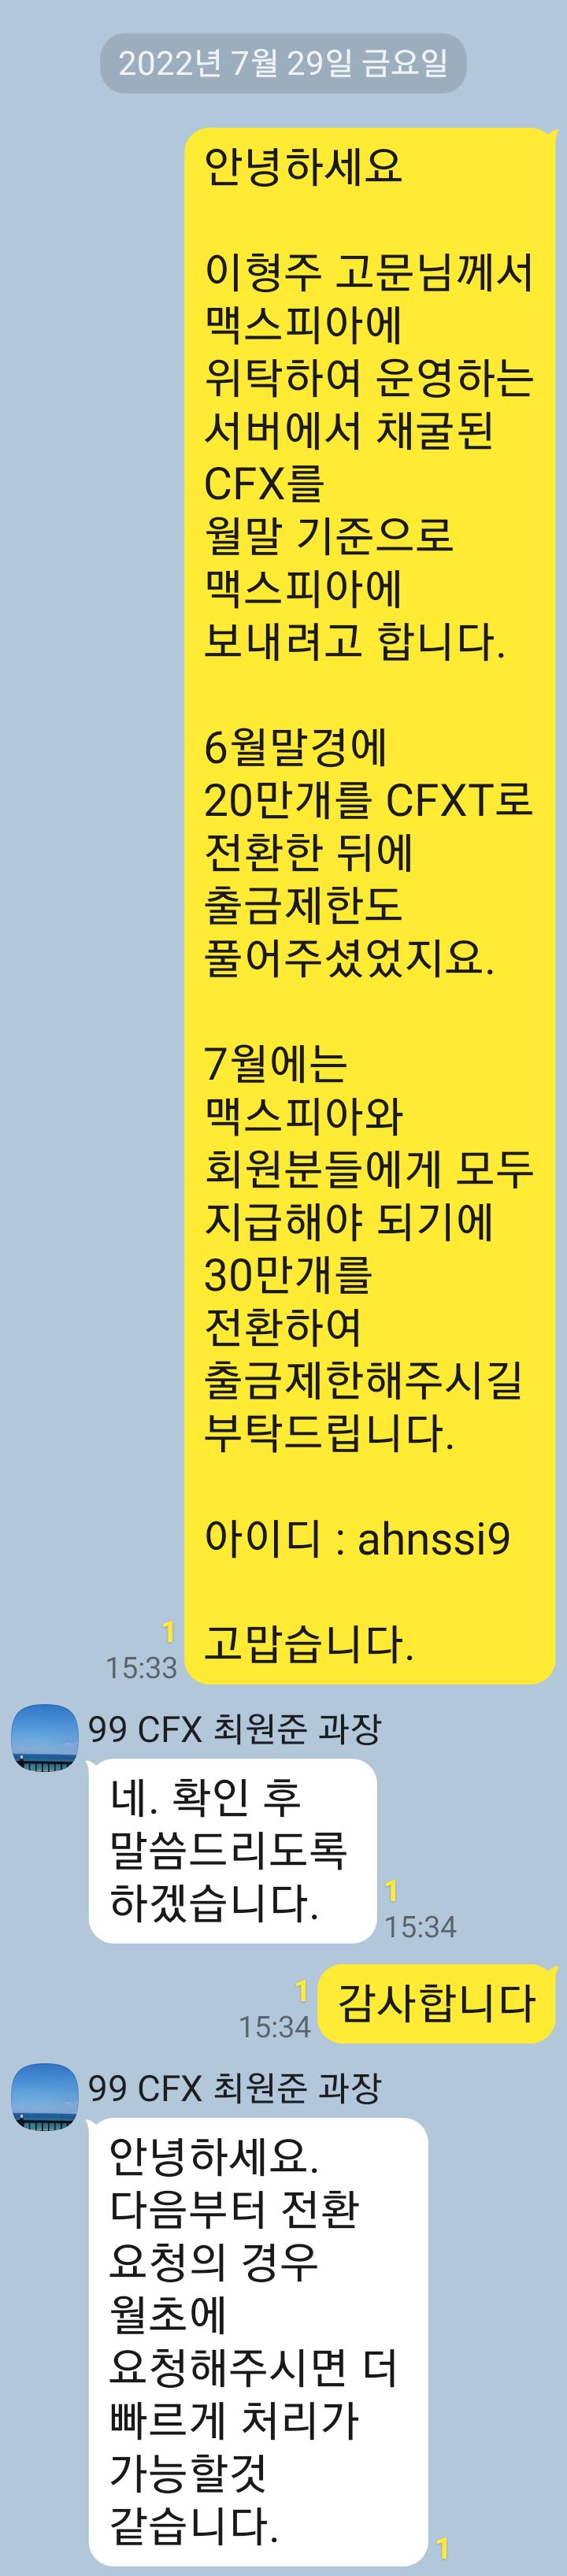 2022년 7월 29일 금요일
안녕하세요
이형주 고문님께서
맥스피아에
위탁하여 운영하는
서버에서 채굴된
CFX를
월말 기준으로
맥스피아에
보내려고 합니다.
6월말경에
20만개를 CFXT로
전환한 뒤에
출금제한도
풀어주셨었지요.
7월에는
맥스피아와
회원분들에게 모두
지급해야 되기에
30만개를
전환하여
출금제한해주시길
부탁드립니다.
아이디 : ahnssi9
고맙습니다.
1
15:33
99 CFX 최원준 과장
네. 확인 후
말씀드리도록
하겠습니다.
1
15:34
감사합니다
1
15:34
99 CFX 최원준 과장
안녕하세요.
다음부터 전환
요청의 경우
월초에
요청해주시면 더
빠르게 처리가
가능할것
같습니다.
1